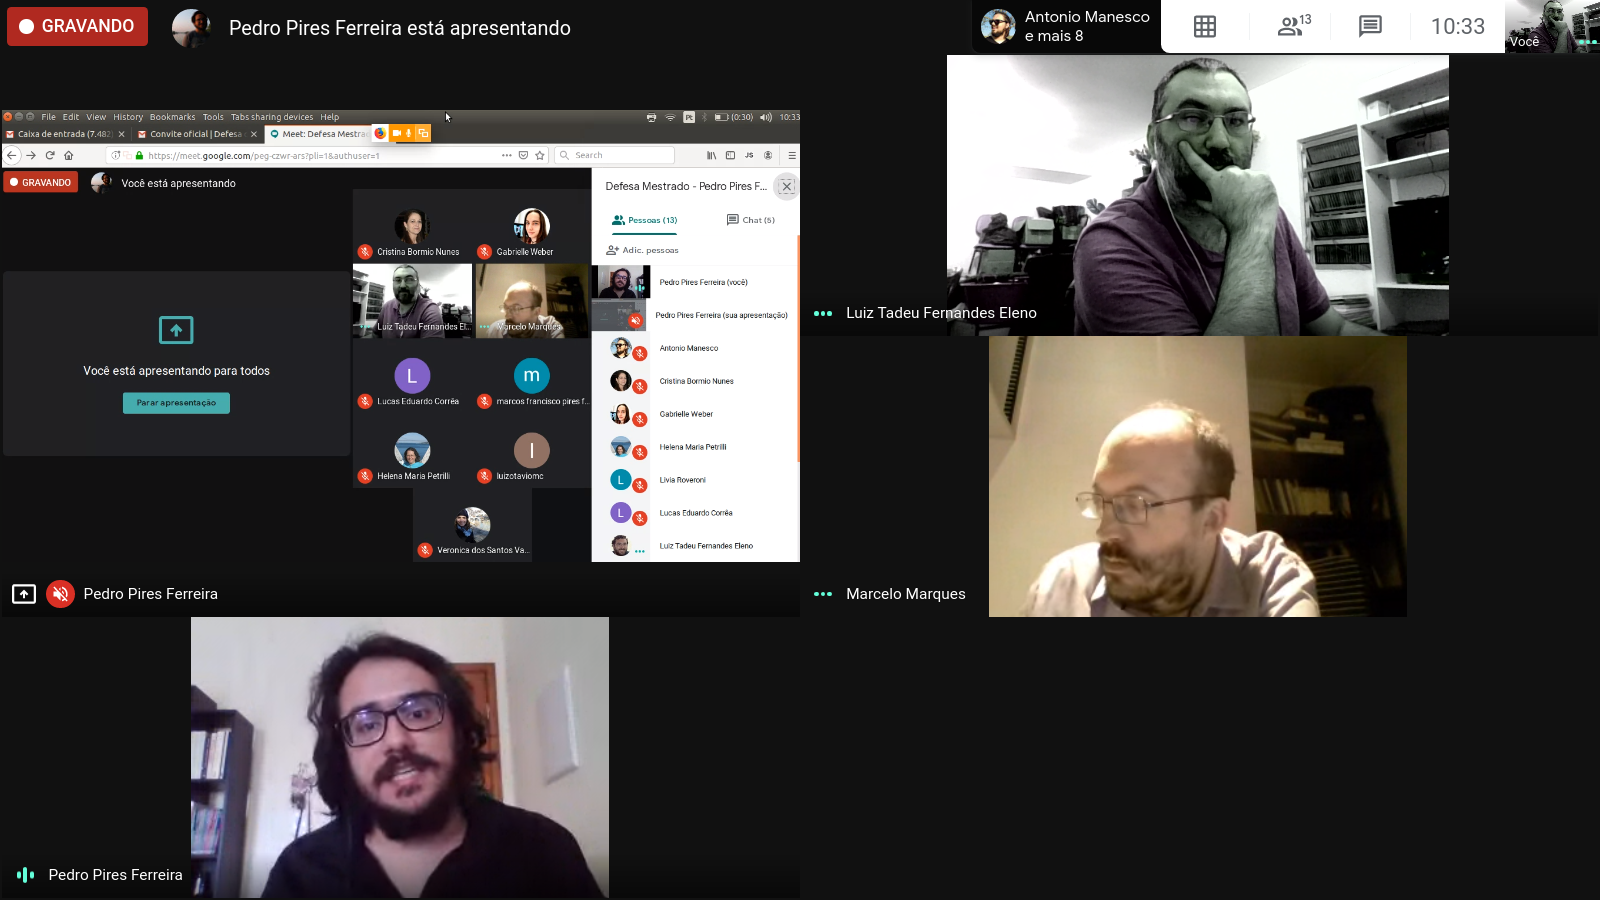 GRAVANDO
Pedro Pires Ferreira está apresentando
Antonio Manesco
e mais 8
13
10:33
Você
File Edit View History Bookmarks Tools Tabs sharing devices Help
Pt
(0:30)
10:33
Caixa de entrada (7.482)
Convite oficial | Defesa
Meet: Defesa Mestra
https://meet.google.com/peg-czwr-ars?pli=1&authuser=1
Search
JS
GRAVANDO
Você está apresentando
Defesa Mestrado - Pedro Pires F...
Pessoas (13)
Chat (5)
Adic. pessoas
Cristina Bormio Nunes
Gabrielle Weber
Luiz Tadeu Fernandes El...
Marcelo Marques
L
Lucas Eduardo Corrêa
m
marcos francisco pires f...
Helena Maria Petrilli
l
luizotaviomc
Veronica dos Santos Va...
Você está apresentando para todos
Parar apresentação
Pedro Pires Ferreira (você)
Pedro Pires Ferreira (sua apresentação)
Antonio Manesco
Cristina Bormio Nunes
Gabrielle Weber
Helena Maria Petrilli
L
Livia Roveroni
L
Lucas Eduardo Corrêa
Luiz Tadeu Fernandes Eleno
Luiz Tadeu Fernandes Eleno
Pedro Pires Ferreira
Marcelo Marques
Pedro Pires Ferreira